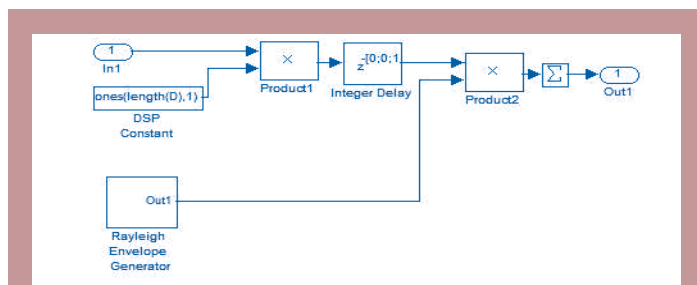 1
In1
ones(length(D),1)
DSP
Constant
×
Product1
z-[0;0;1
Integer Delay
×
Product2
Σ
1
Out1
Out1
Rayleigh
Envelope
Generator